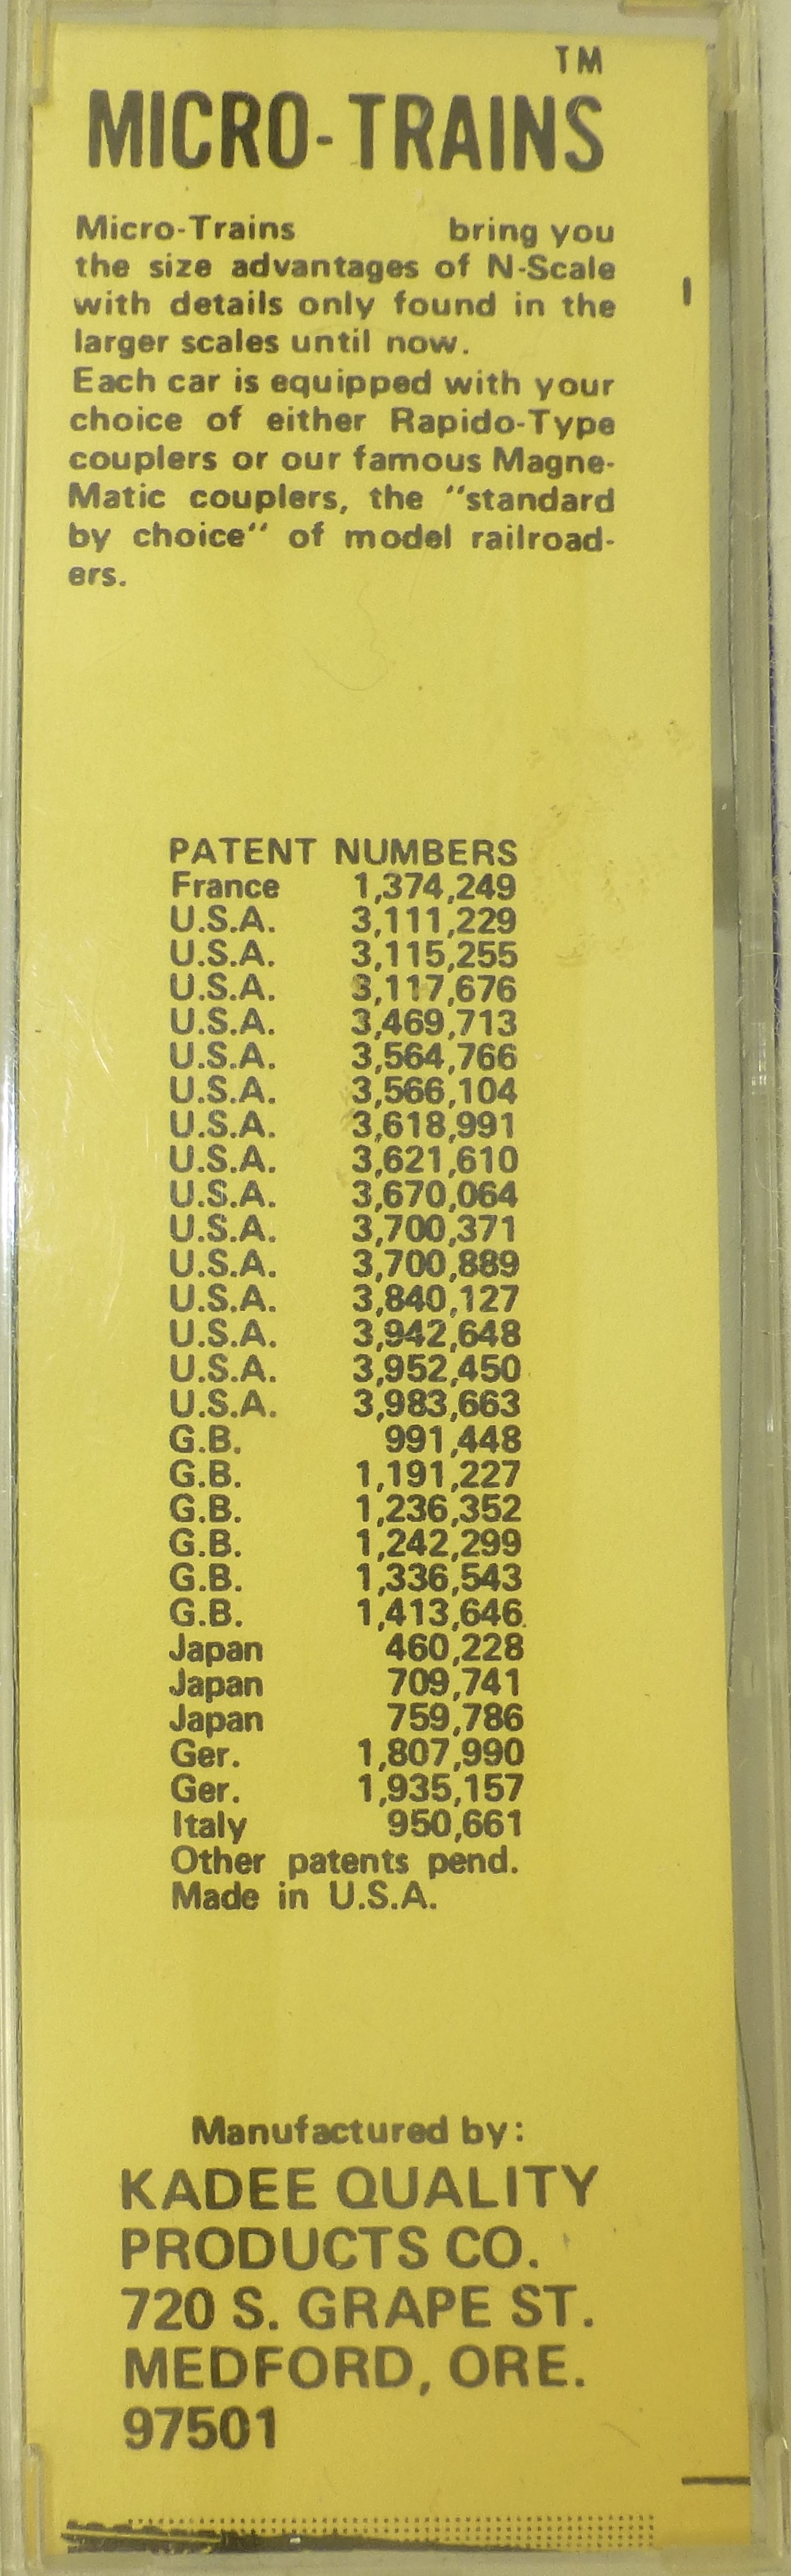 TM
MICRO-TRAINS
Micro-Trains bring you
the size advantages of N-Scale
with details only found in the
larger scales until now.
Each car is equipped with your
choice of either Rapido-Type
couplers or our famous Magne-
Matic couplers, the "standard
by choice" of model railroad-
ers.
PATENT NUMBERS
France 1,374,249
U.S.A. 3,111,229
U.S.A. 3,115,255
U.S.A. 3,117,676
U.S.A. 3,469,713
U.S.A. 3,564,766
U.S.A. 3,566,104
U.S.A. 3,618,991
U.S.A. 3,621,610
U.S.A. 3,670,064
U.S.A. 3,700,371
U.S.A. 3,700,889
U.S.A. 3,840,127
U.S.A. 3,942,648
U.S.A. 3,952,450
U.S.A. 3,983,663
G.B. 991,448
G.B. 1,191,227
G.B. 1,236,352
G.B. 1,242,299
G.B. 1,336,543
G.B. 1,413,646
Japan 460,228
Japan 709,741
Japan 759,786
Ger. 1,807,990
Ger. 1,935,157
Italy 950,661
Other patents pend.
Made in U.S.A.
Manufactured by:
KADEE QUALITY
PRODUCTS CO.
720 S. GRAPE ST.
MEDFORD, ORE.
97501